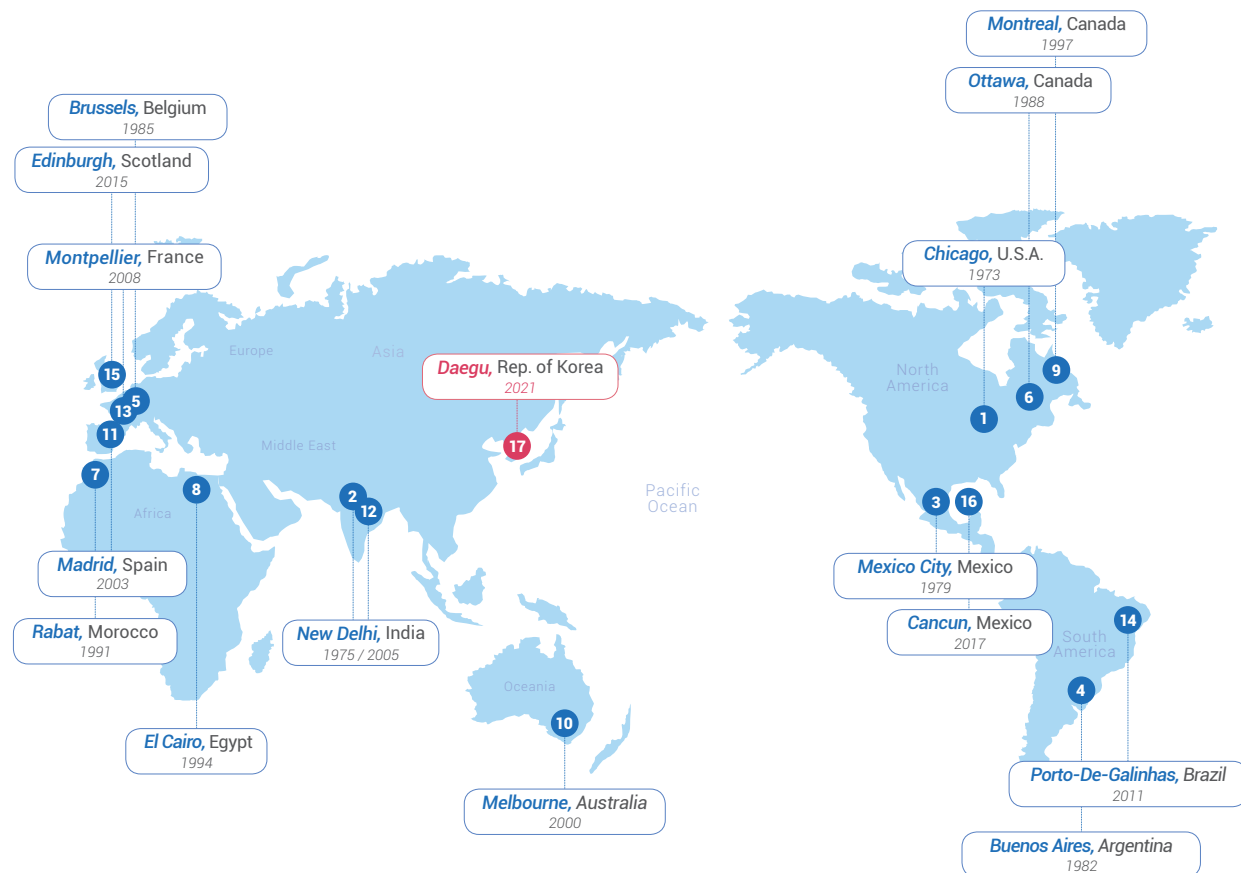 Montreal, Canada
1997
Ottawa, Canada
1988
Brussels, Belgium
1985
Edinburgh, Scotland
2015
Montpellier, France
2008
Chicago, U.S.A.
1973
Europe
Asia
Daegu, Rep. of Korea
2021
North
America
15
9
5
13
6
1
11
17
Middle East
7
8
2
12
3
16
Pacific
Ocean
Africa
Madrid, Spain
2003
Mexico City, Mexico
1979
Rabat, Morocco
1991
New Delhi, India
1975 / 2005
Cancun, Mexico
2017
14
South
America
Oceania
4
10
El Cairo, Egypt
1994
Porto-De-Galinhas, Brazil
2011
Melbourne, Australia
2000
Buenos Aires, Argentina
1982